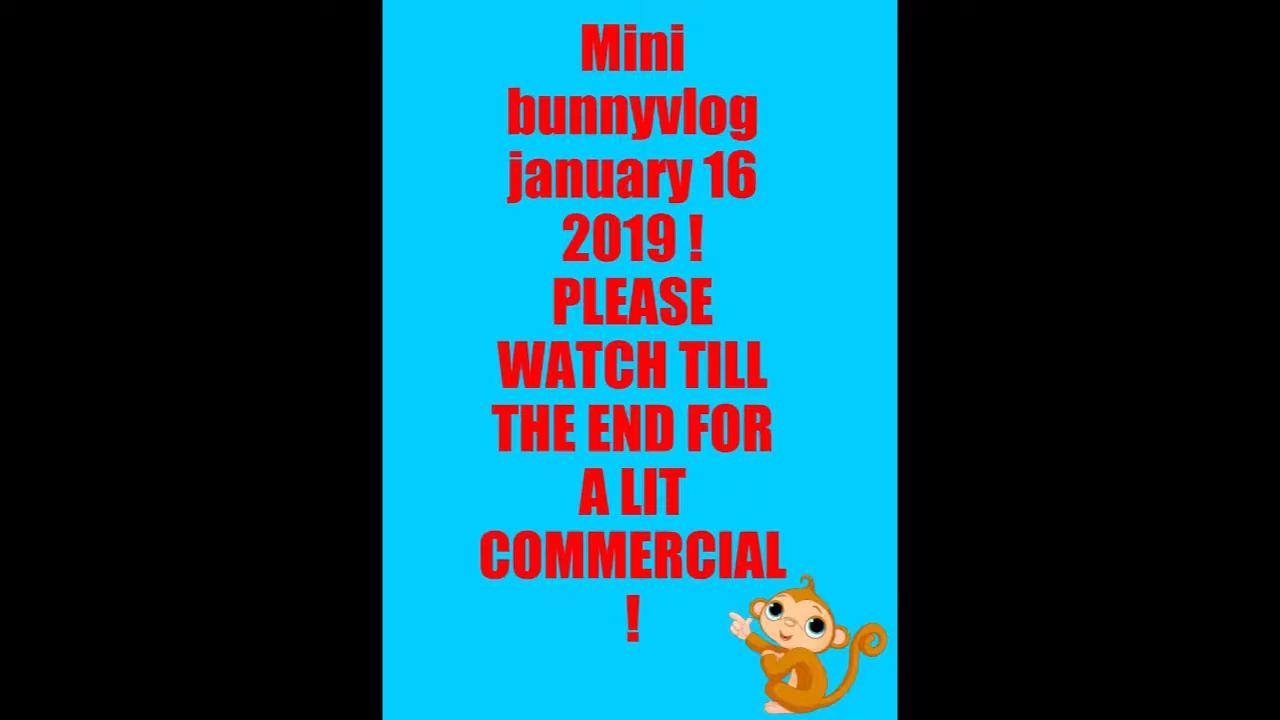 Mini
bunnyvlog
january 16
2019 !
PLEASE
WATCH TILL
THE END FOR
A LIT
COMMERCIAL
!